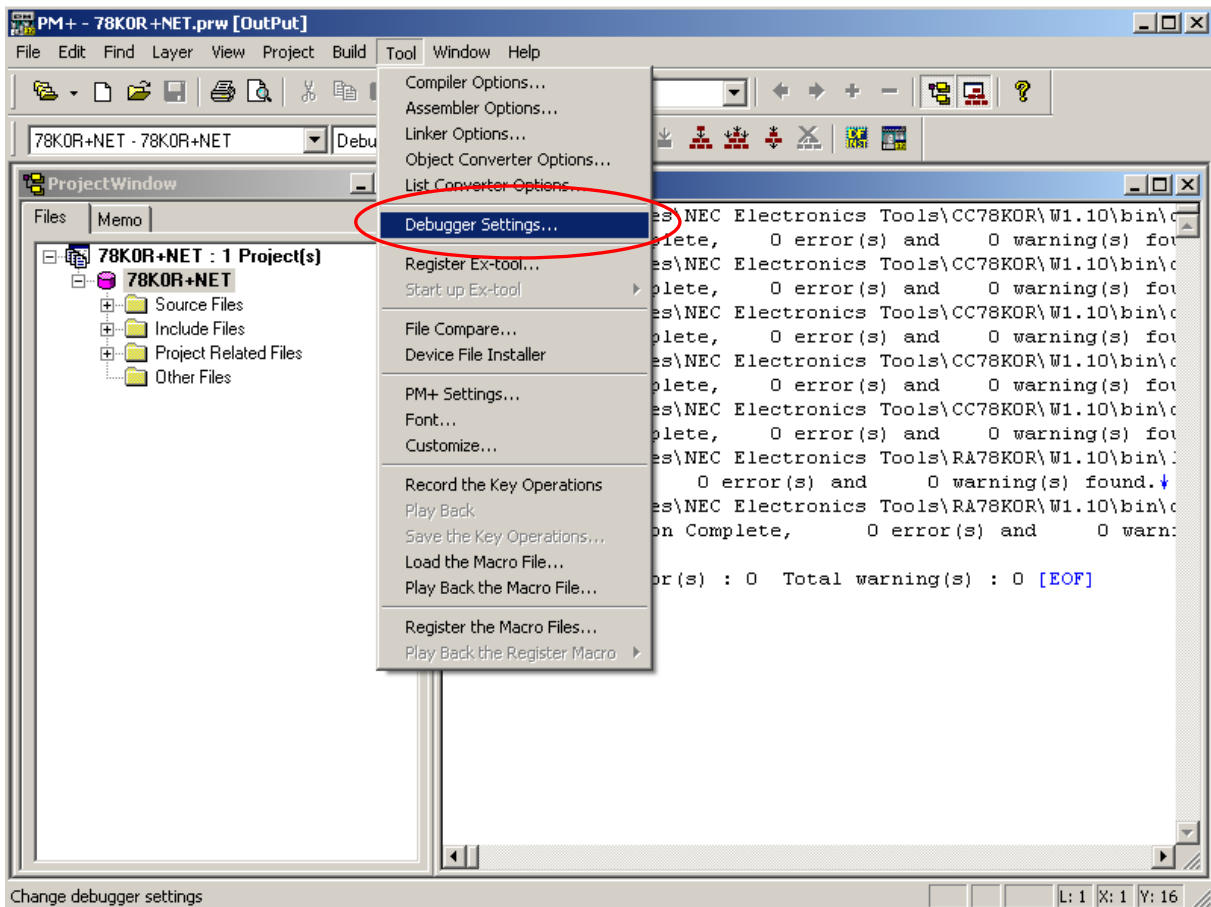 PM+ - 78K0R+NET.prw [OutPut]
File Edit Find Layer View Project Build Tool Window Help
78K0R+NET - 78K0R+NET
Debu
Compiler Options...
Assembler Options...
Linker Options...
Object Converter Options...
List Converter Options...
Debugger Settings...
Register Ex-tool...
Start up Ex-tool
File Compare...
Device File Installer
PM+ Settings...
Font...
Customize...
Record the Key Operations
Play Back
Save the Key Operations...
Load the Macro File...
Play Back the Macro File...
Register the Macro Files...
Play Back the Register Macro
ProjectWindow
Files Memo
78K0R+NET : 1 Project(s)
78K0R+NET
Source Files
Include Files
Project Related Files
Other Files
es\NEC Electronics Tools\CC78K0R\W1.10\bin\c
plete, 0 error(s) and 0 warning(s) fou
es\NEC Electronics Tools\CC78K0R\W1.10\bin\c
plete, 0 error(s) and 0 warning(s) fou
es\NEC Electronics Tools\CC78K0R\W1.10\bin\c
plete, 0 error(s) and 0 warning(s) fou
es\NEC Electronics Tools\CC78K0R\W1.10\bin\c
plete, 0 error(s) and 0 warning(s) fou
es\NEC Electronics Tools\CC78K0R\W1.10\bin\c
plete, 0 error(s) and 0 warning(s) fou
es\NEC Electronics Tools\RA78K0R\W1.10\bin\l
0 error(s) and 0 warning(s) found.↓
es\NEC Electronics Tools\RA78K0R\W1.10\bin\c
on Complete, 0 error(s) and 0 warni
or(s) : 0 Total warning(s) : 0 [EOF]
Change debugger settings
L: 1 X: 1 Y: 16